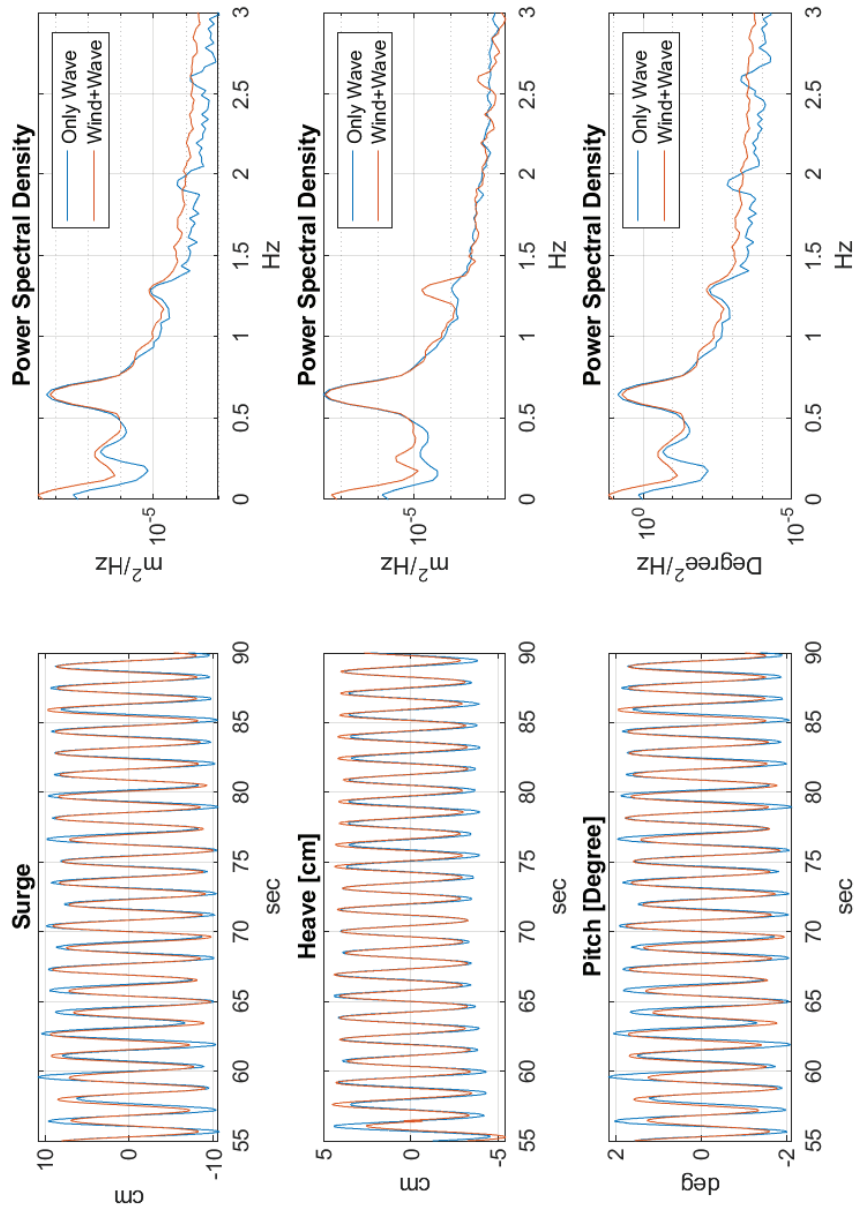 Surge
cm
10
0
-10
55 60 65 70 75 80 85 90
sec
Power Spectral Density
m²/Hz
10⁻⁵
0 0.5 1 1.5 2 2.5 3
Hz
Only Wave
Wind+Wave
Heave [cm]
cm
5
0
-5
55 60 65 70 75 80 85 90
sec
Power Spectral Density
m²/Hz
10⁻⁵
0 0.5 1 1.5 2 2.5 3
Hz
Only Wave
Wind+Wave
Pitch [Degree]
deg
2
0
-2
55 60 65 70 75 80 85 90
sec
Power Spectral Density
Degree²/Hz
10⁰
10⁻⁵
0 0.5 1 1.5 2 2.5 3
Hz
Only Wave
Wind+Wave